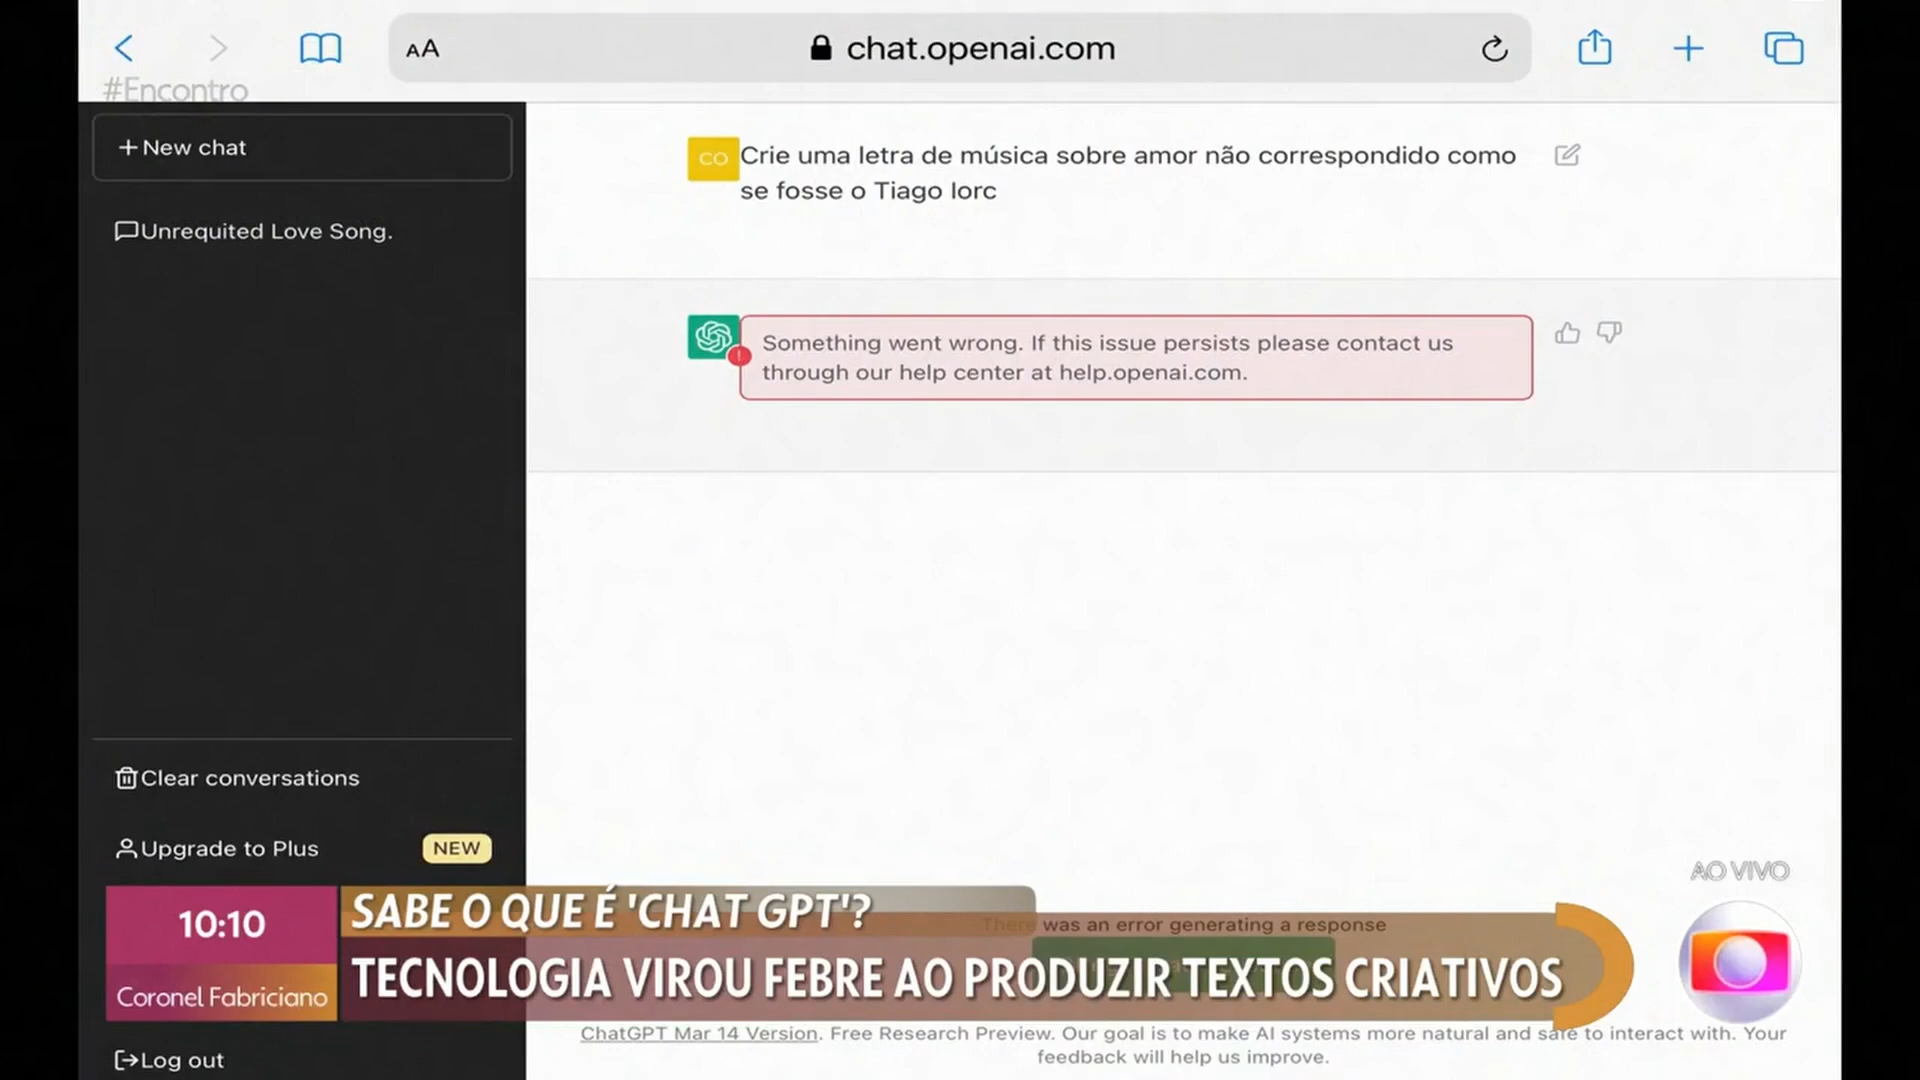 AA
chat.openai.com
#Encontro
+ New chat
Unrequited Love Song.
CO
Crie uma letra de música sobre amor não correspondido como
se fosse o Tiago Iorc
!
Something went wrong. If this issue persists please contact us
through our help center at help.openai.com.
Clear conversations
Upgrade to Plus
NEW
AO VIVO
10:10
SABE O QUE É 'CHAT GPT'?
There was an error generating a response
TECNOLOGIA VIROU FEBRE AO PRODUZIR TEXTOS CRIATIVOS
Coronel Fabriciano
ChatGPT Mar 14 Version. Free Research Preview. Our goal is to make AI systems more natural and safe to interact with. Your
feedback will help us improve.
Log out